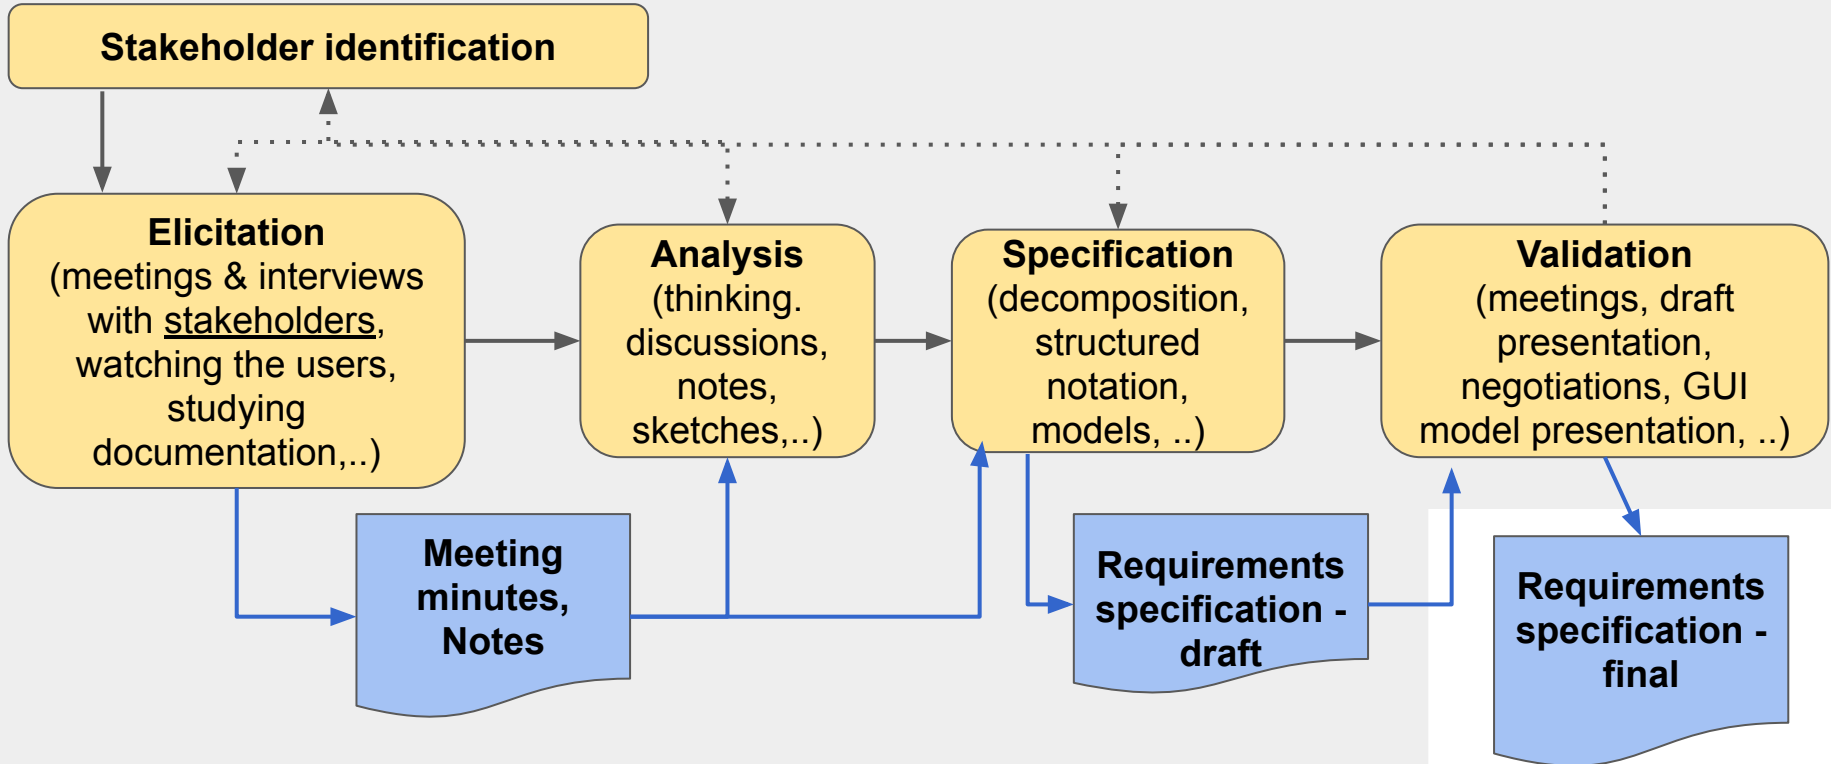 Stakeholder identification
Elicitation
(meetings & interviews
with stakeholders,
watching the users,
studying
documentation,..)
Analysis
(thinking.
discussions,
notes,
sketches,..)
Specification
(decomposition,
structured
notation,
models, ..)
Validation
(meetings, draft
presentation,
negotiations, GUI
model presentation, ..)
Meeting
minutes,
Notes
Requirements
specification -
draft
Requirements
specification -
final